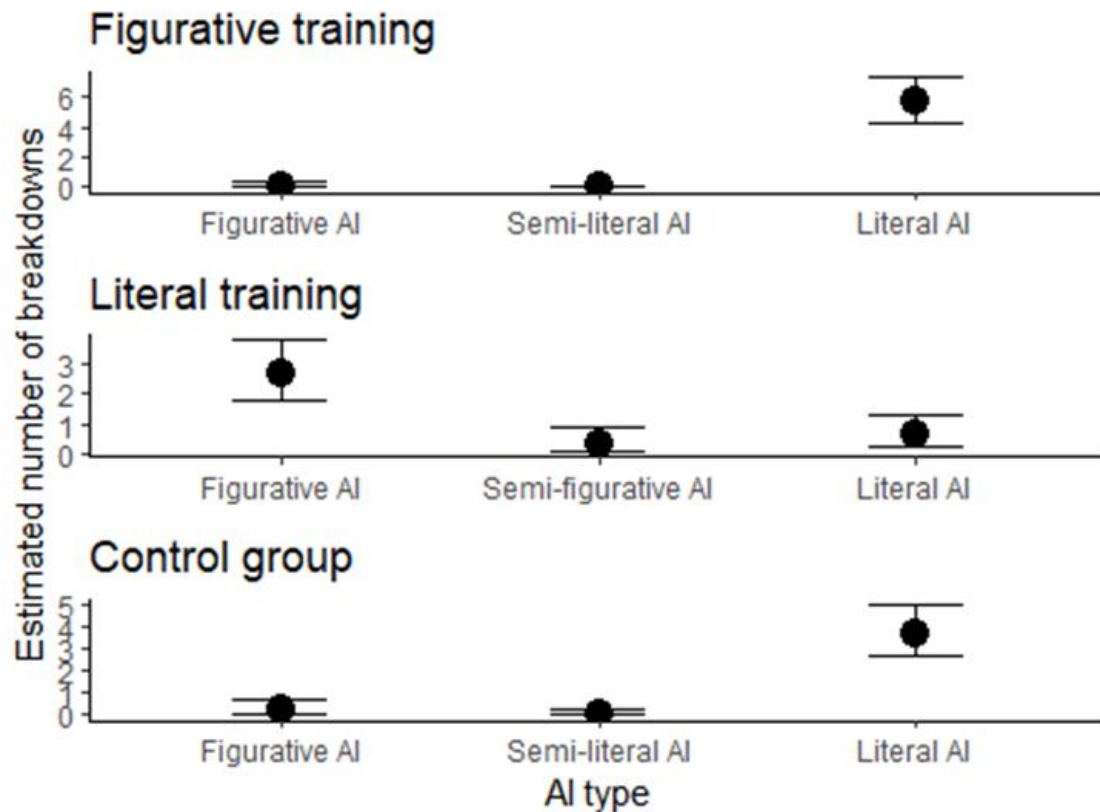 Figurative training
Estimated number of breakdowns
6
4
2
0
Figurative AI Semi-literal AI Literal AI
Literal training
3
2
1
0
Figurative AI Semi-figurative AI Literal AI
Control group
5
4
3
2
1
0
Figurative AI Semi-literal AI Literal AI
AI type